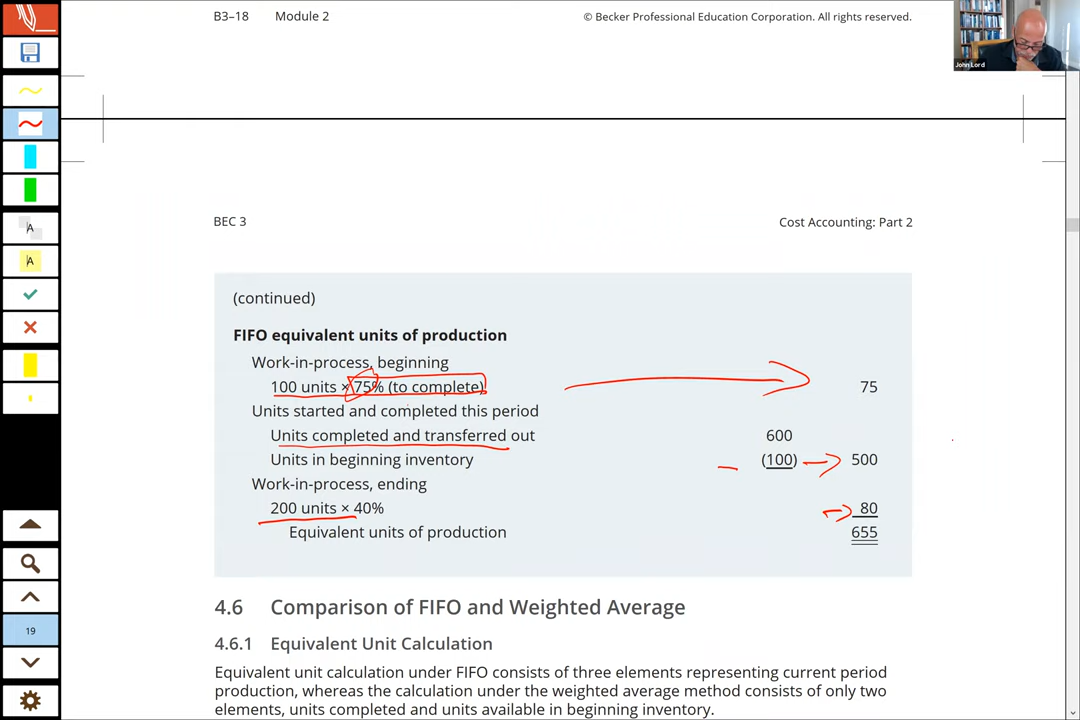 B3–18 Module 2 © Becker Professional Education Corporation. All rights reserved.
John Lord
BEC 3 Cost Accounting: Part 2
(continued)
FIFO equivalent units of production
Work-in-process, beginning
100 units × 75% (to complete) 75
Units started and completed this period
Units completed and transferred out 600
Units in beginning inventory (100) 500
Work-in-process, ending
200 units × 40% 80
Equivalent units of production 655
4.6 Comparison of FIFO and Weighted Average
4.6.1 Equivalent Unit Calculation
Equivalent unit calculation under FIFO consists of three elements representing current period
production, whereas the calculation under the weighted average method consists of only two
elements, units completed and units available in beginning inventory.
A
A
19